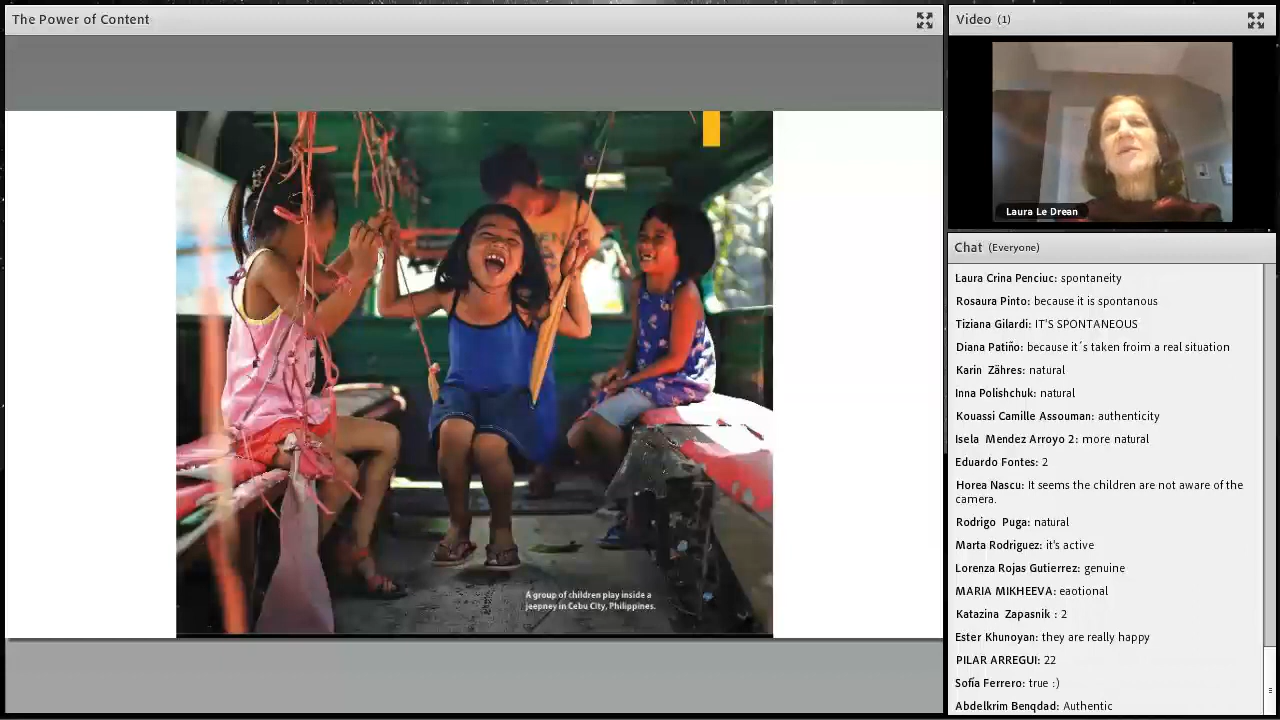 The Power of Content
A group of children play inside a
jeepney in Cebu City, Philippines.
Video (1)
Laura Le Drean
Chat (Everyone)
Laura Crina Penciuc: spontaneity
Rosaura Pinto: because it is spontanous
Tiziana Gilardi: IT'S SPONTANEOUS
Diana Patiño: because it´s taken froim a real situation
Karin Zähres: natural
Inna Polishchuk: natural
Kouassi Camille Assouman: authenticity
Isela Mendez Arroyo 2: more natural
Eduardo Fontes: 2
Horea Nascu: It seems the children are not aware of the
camera.
Rodrigo Puga: natural
Marta Rodriguez: it's active
Lorenza Rojas Gutierrez: genuine
MARIA MIKHEEVA: eaotional
Katazina Zapasnik : 2
Ester Khunoyan: they are really happy
PILAR ARREGUI: 22
Sofía Ferrero: true :)
Abdelkrim Benqdad: Authentic